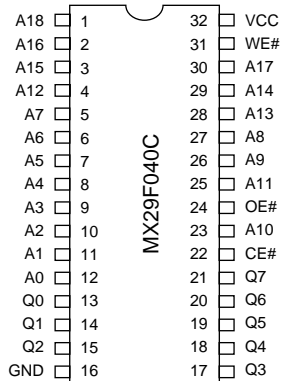 A18 1 32 VCC
A16 2 31 WE#
A15 3 30 A17
A12 4 29 A14
A7 5 28 A13
A6 6 27 A8
A5 7 26 A9
A4 8 25 A11
A3 9 24 OE#
A2 10 23 A10
A1 11 22 CE#
A0 12 21 Q7
Q0 13 20 Q6
Q1 14 19 Q5
Q2 15 18 Q4
GND 16 17 Q3
MX29F040C